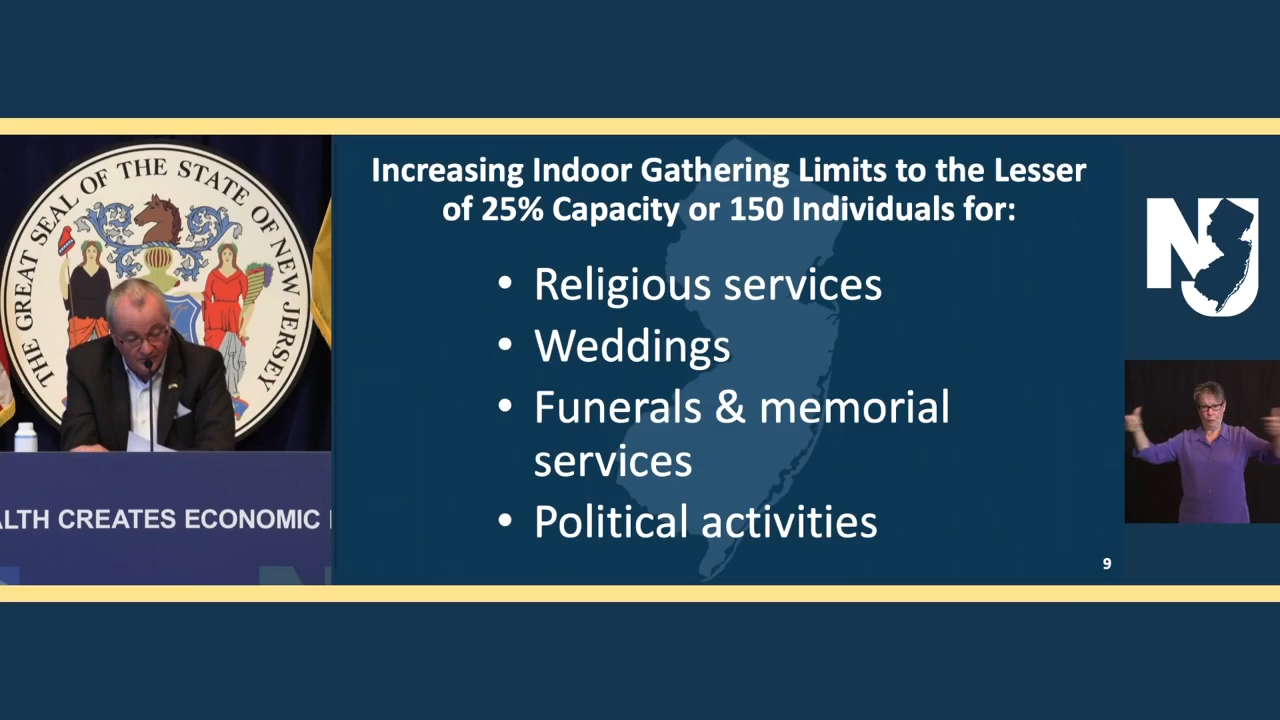 THE GREAT SEAL OF THE STATE OF NEW JERSEY
ALTH CREATES ECONOMIC
Increasing Indoor Gathering Limits to the Lesser
of 25% Capacity or 150 Individuals for:
• Religious services
• Weddings
• Funerals & memorial
services
• Political activities
9
NJ